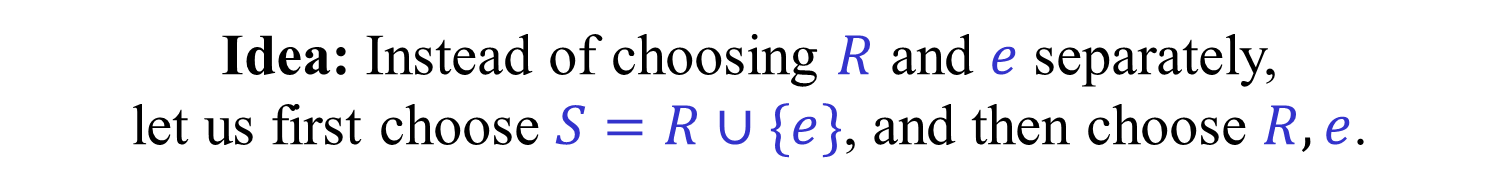 Idea: Instead of choosing R and e separately,
let us first choose S = R ∪ {e}, and then choose R, e.